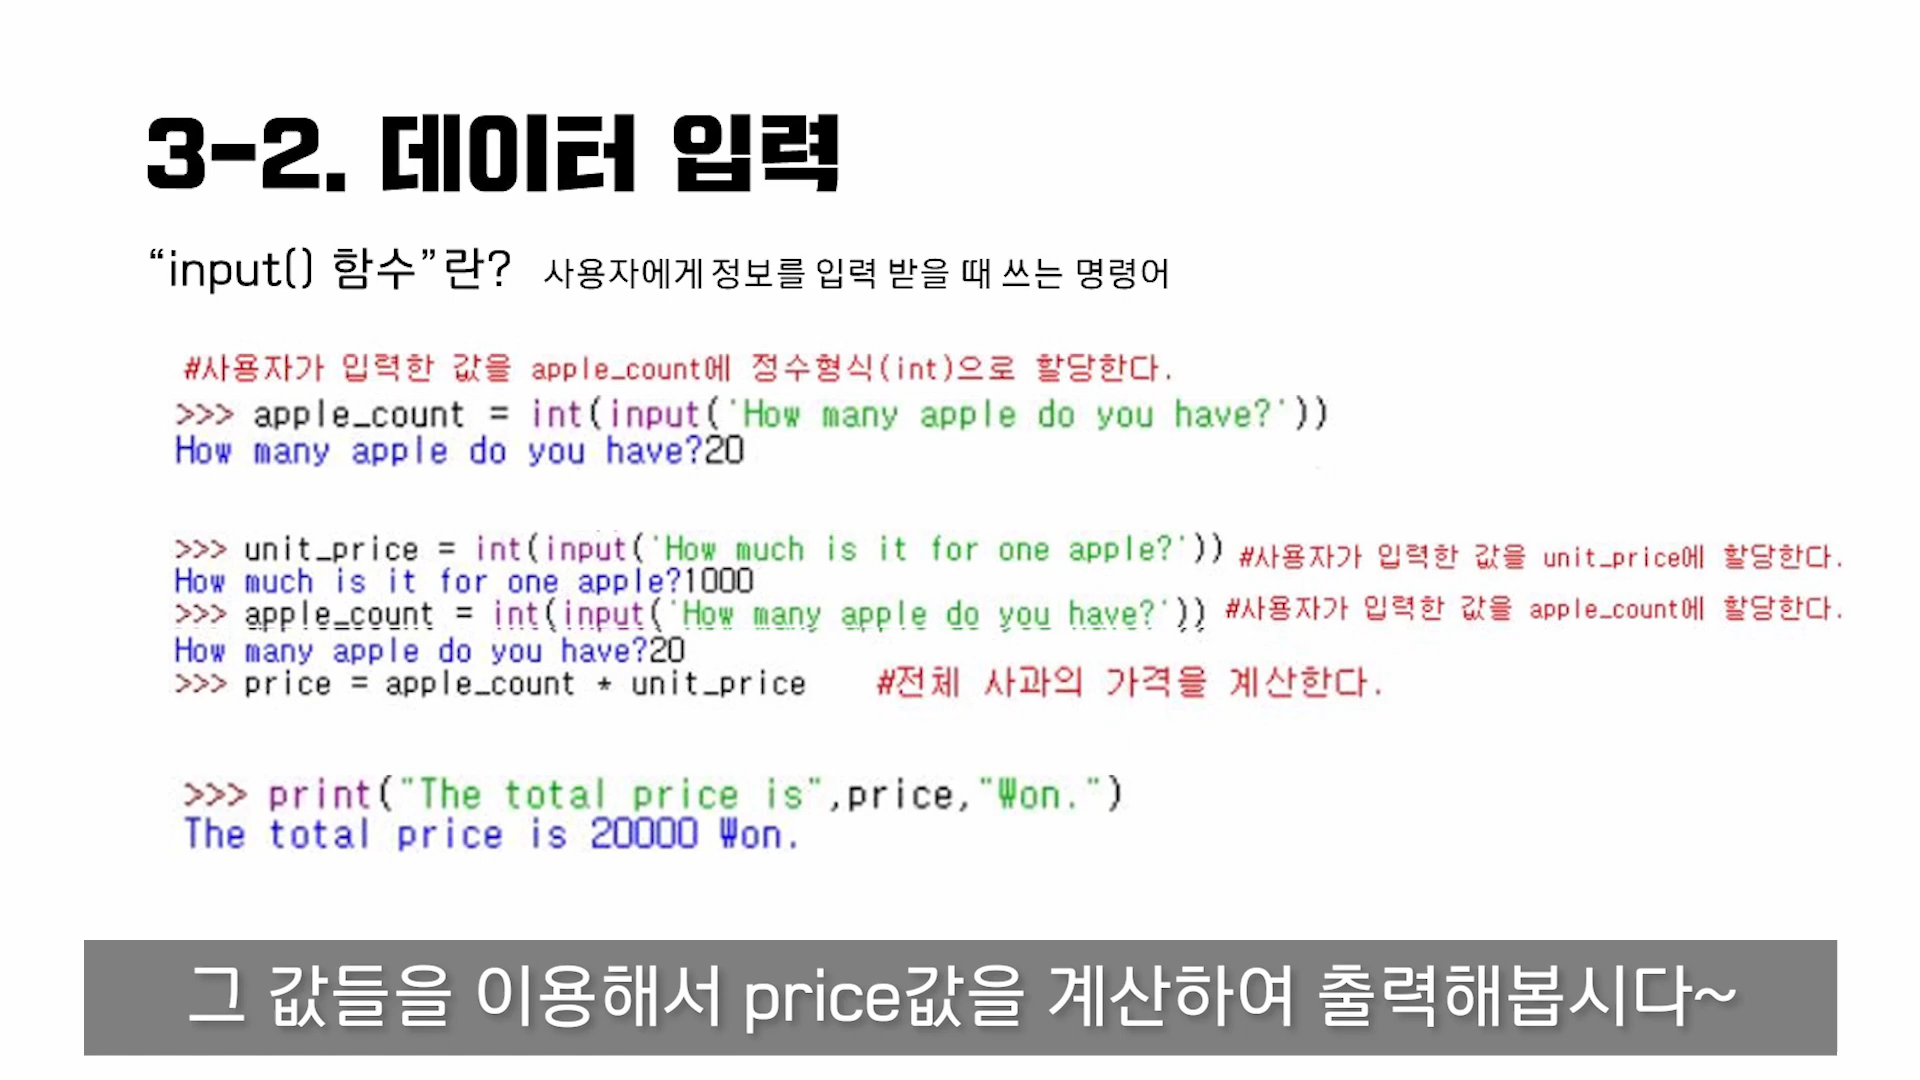 3-2. 데이터 입력
“input() 함수”란? 사용자에게 정보를 입력 받을 때 쓰는 명령어
#사용자가 입력한 값을 apple_count에 정수형식(int)으로 할당한다.
>>> apple_count = int(input('How many apple do you have?'))
How many apple do you have?20
>>> unit_price = int(input('How much is it for one apple?')) #사용자가 입력한 값을 unit_price에 할당한다.
How much is it for one apple?1000
>>> apple_count = int(input('How many apple do you have?')) #사용자가 입력한 값을 apple_count에 할당한다.
How many apple do you have?20
>>> price = apple_count * unit_price #전체 사과의 가격을 계산한다.
>>> print("The total price is",price,"Won.")
The total price is 20000 Won.
그 값들을 이용해서 price값을 계산하여 출력해봅시다~